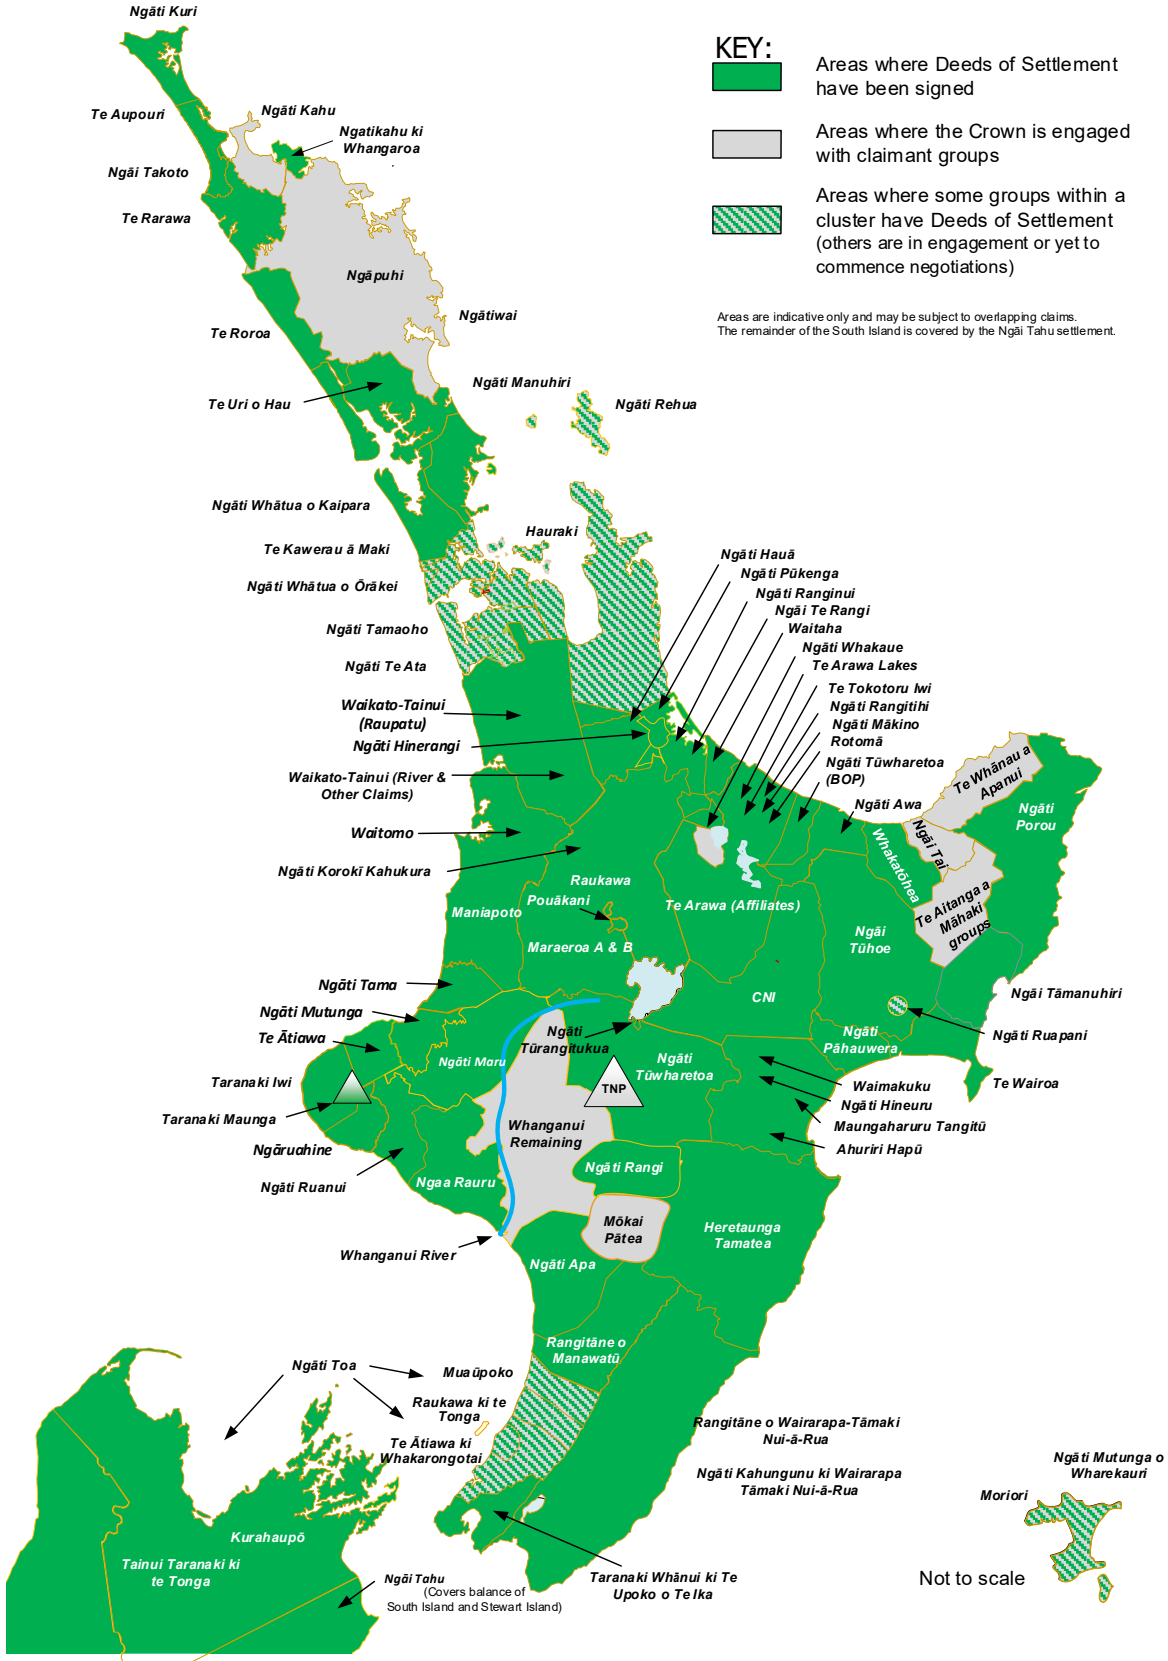 Ngāti Kuri
KEY:
Areas where Deeds of Settlement
have been signed
Areas where the Crown is engaged
with claimant groups
Areas where some groups within a
cluster have Deeds of Settlement
(others are in engagement or yet to
commence negotiations)
Areas are indicative only and may be subject to overlapping claims.
The remainder of the South Island is covered by the Ngāi Tahu settlement.
Te Aupouri
Ngāti Kahu
Ngatikahu ki
Whangaroa
Ngāi Takoto
Te Rarawa
Ngāpuhi
Ngātiwai
Te Roroa
Ngāti Manuhiri
Te Uri o Hau
Ngāti Rehua
Ngāti Whātua o Kaipara
Hauraki
Te Kawerau ā Maki
Ngāti Whātua o Ōrākei
Ngāti Tamaoho
Ngāti Te Ata
Ngāti Hauā
Ngāti Pūkenga
Ngāti Ranginui
Ngāi Te Rangi
Waitaha
Ngāti Whakaue
Te Arawa Lakes
Te Tokotoru Iwi
Ngāti Rangitihi
Ngāti Mākino
Rotomā
Ngāti Tūwharetoa
(BOP)
Ngāti Awa
Waikato-Tainui
(Raupatu)
Ngāti Hinerangi
Waikato-Tainui (River &
Other Claims)
Waitomo
Ngāti Korokī Kahukura
Te Whānau a
Apanui
Ngāti
Porou
Ngāi Tai
Whakatōhea
Te Aitanga a
Māhaki
groups
Raukawa
Pouākani
Te Arawa (Affiliates)
Maniapoto
Maraeroa A & B
Ngāi
Tūhoe
CNI
Ngāti Tama
Ngāti Mutunga
Te Ātiawa
Ngāi Tāmanuhiri
Ngāti Ruapani
Ngāti
Tūrangitukua
Ngāti
Pāhauwera
Ngāti Maru
Ngāti
Tūwharetoa
Taranaki Iwi
TNP
Waimakuku
Te Wairoa
Ngāti Hineuru
Taranaki Maunga
Maungaharuru Tangitū
Whanganui
Remaining
Ngāruahine
Ahuriri Hapū
Ngāti Rangi
Ngāti Ruanui
Ngaa Rauru
Mōkai
Pātea
Heretaunga
Tamatea
Whanganui River
Ngāti Apa
Rangitāne o
Manawatū
Ngāti Toa
Muaūpoko
Raukawa ki te
Tonga
Te Ātiawa ki
Whakarongotai
Rangitāne o Wairarapa-Tāmaki
Nui-ā-Rua
Ngāti Kahungunu ki Wairarapa
Tāmaki Nui-ā-Rua
Ngāti Mutunga o
Wharekauri
Moriori
Kurahaupō
Tainui Taranaki ki
te Tonga
Ngāi Tahu
(Covers balance of
South Island and Stewart Island)
Taranaki Whānui ki Te
Upoko o Te Ika
Not to scale